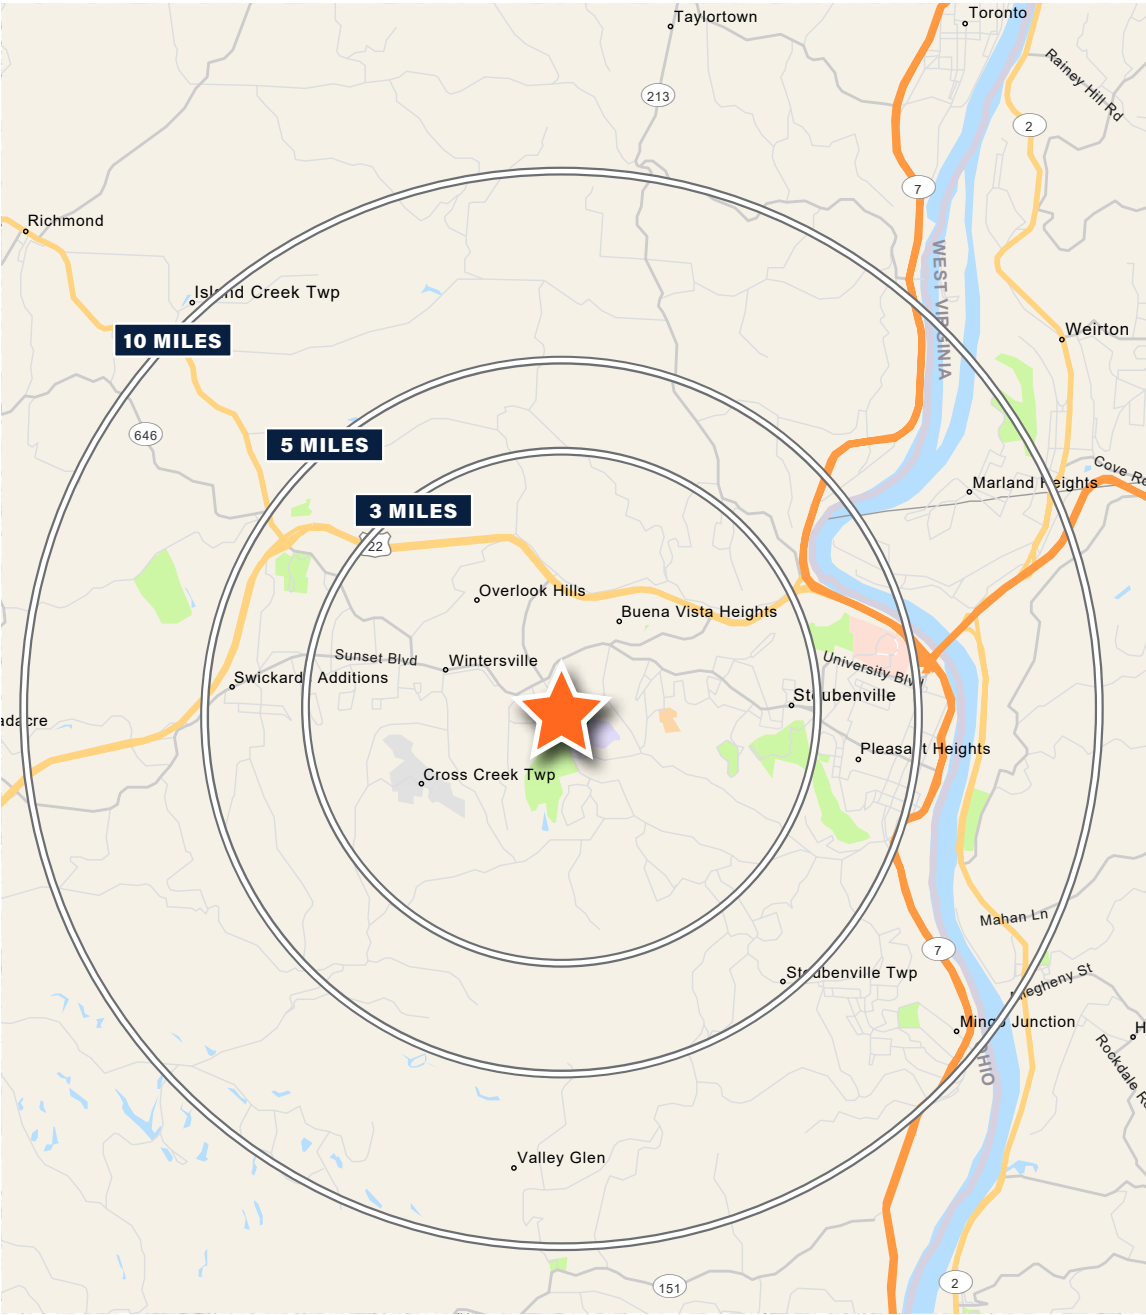 Taylortown
Toronto
Rainey Hill Rd
213
2
7
Richmond
WEST VIRGINIA
Island Creek Twp
10 MILES
Weirton
646
5 MILES
Cove
Marland Heights
3 MILES
22
Overlook Hills
Buena Vista Heights
Sunset Blvd
Wintersville
University Blvd
Swickard Additions
Steubenville
adacre
Pleasant Heights
Cross Creek Twp
Mahan Ln
7
Steubenville Twp
Allegheny St
Mingo Junction
H
OHIO
Rockdale
Valley Glen
151
2